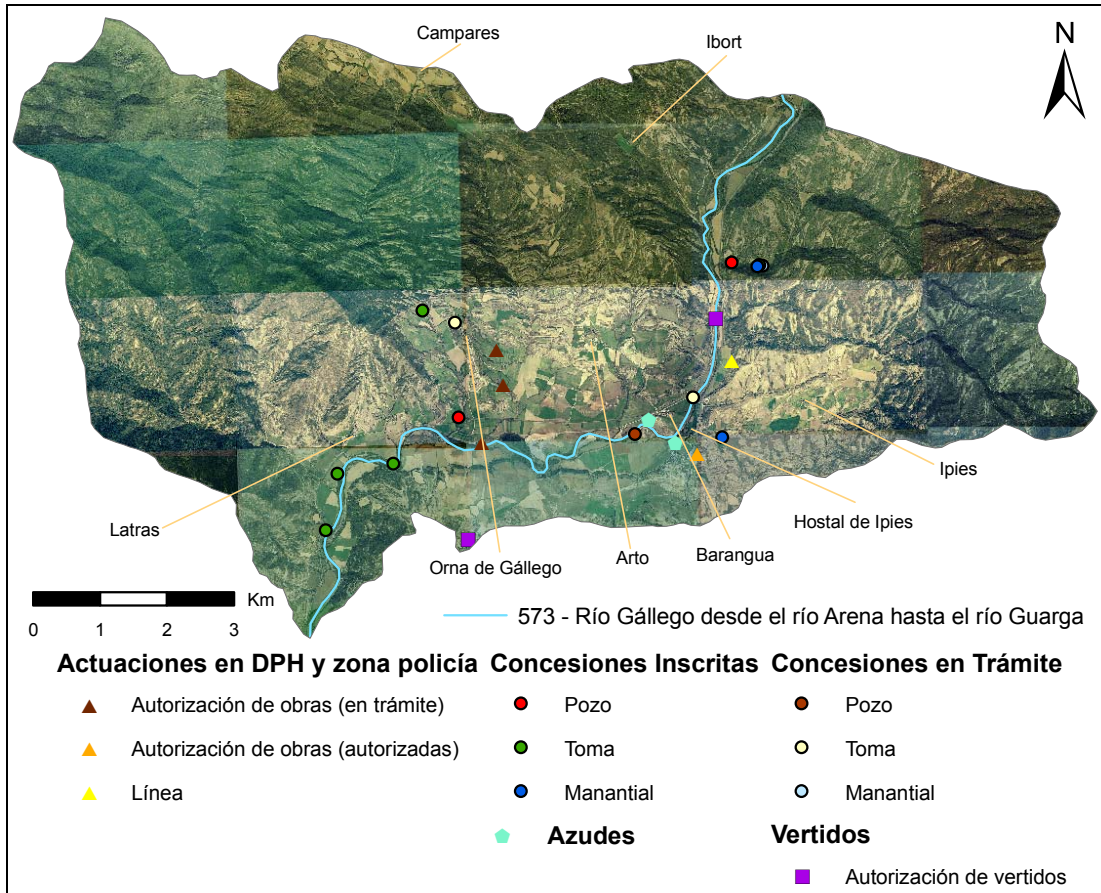 Campares
Ibort
N
Latras
Orna de Gállego
Arto
Barangua
Hostal de Ipies
Ipies
Km
0 1 2 3
573 - Río Gállego desde el río Arena hasta el río Guarga
Actuaciones en DPH y zona policía
Autorización de obras (en trámite)
Autorización de obras (autorizadas)
Línea
Concesiones Inscritas
Pozo
Toma
Manantial
Azudes
Concesiones en Trámite
Pozo
Toma
Manantial
Vertidos
Autorización de vertidos